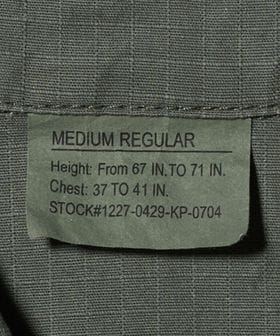 MEDIUM REGULAR
Height: From 67 IN.TO 71 IN.
Chest: 37 TO 41 IN.
STOCK#1227-0429-KP-0704